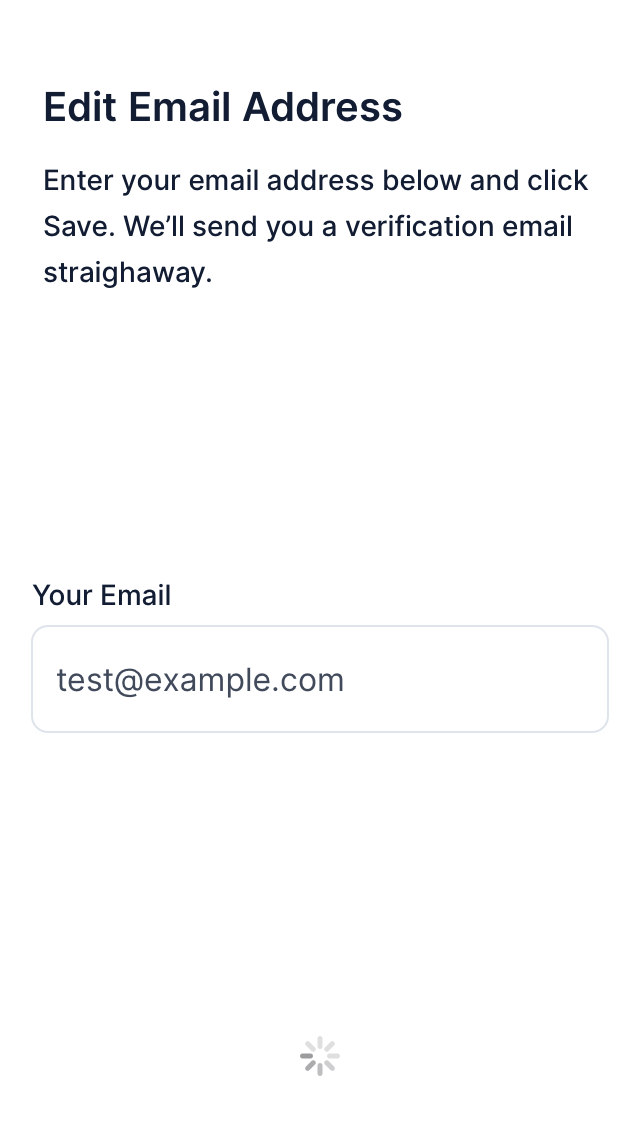 Edit Email Address
Enter your email address below and click
Save. We’ll send you a verification email
straighaway.
Your Email
test@example.com